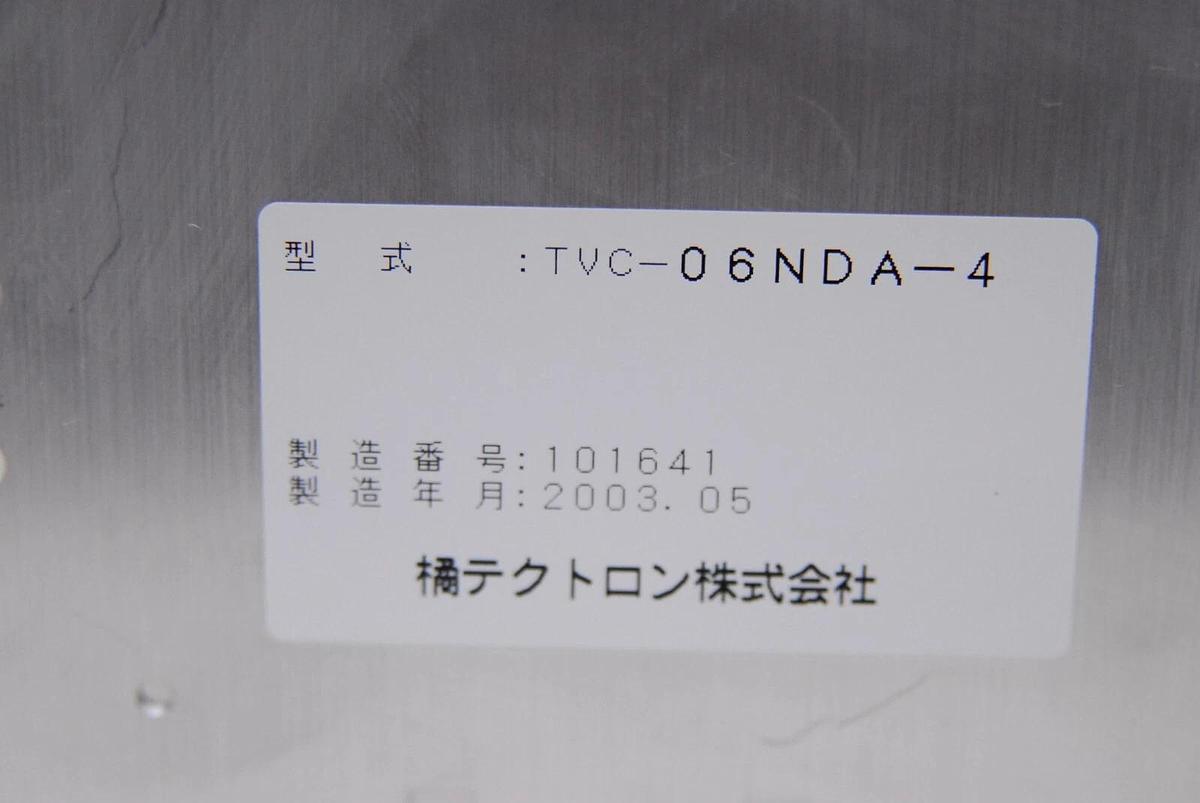 型式:TVC-06NDA-4
製造番号:101641
製造年月:2003.05
橘テクトロン株式会社